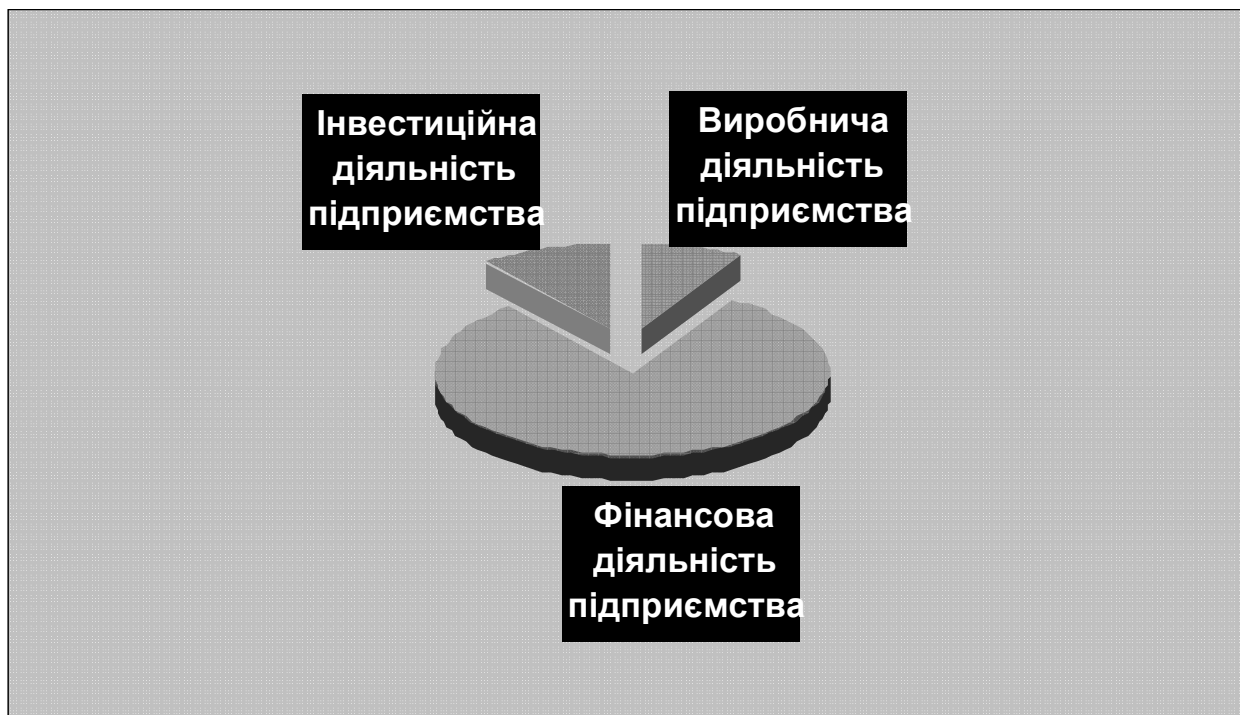 Інвестиційна
діяльність
підприємства
Виробнича
діяльність
підприємства
Фінансова
діяльність
підприємства